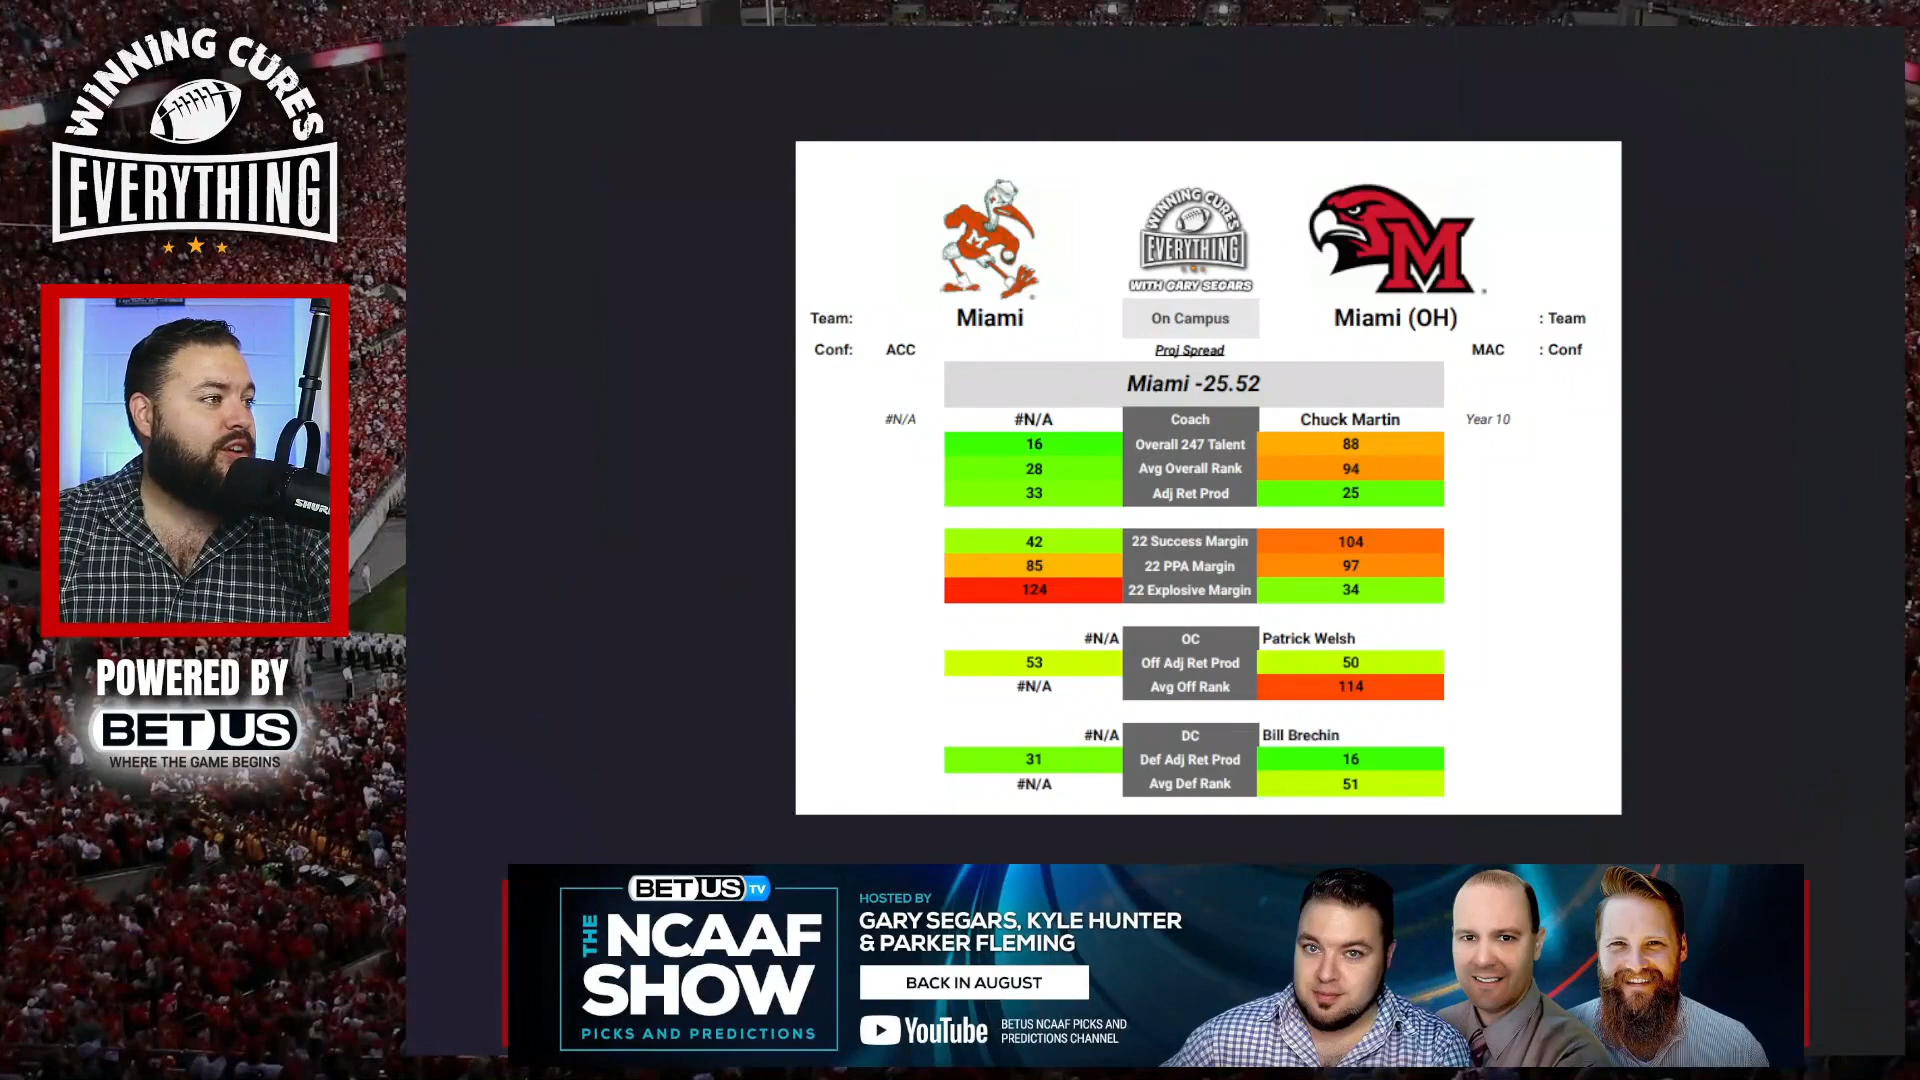 WINNING CURES
EVERYTHING
SHURE
POWERED BY
BETUS
WHERE THE GAME BEGINS
WINNING CURES
EVERYTHING
WITH GARY SEGARS
M
M
Team: Miami On Campus Miami (OH) : Team
Conf: ACC Proj Spread MAC : Conf
Miami -25.52
#N/A #N/A Coach Chuck Martin Year 10
16 Overall 247 Talent 88
28 Avg Overall Rank 94
33 Adj Ret Prod 25
42 22 Success Margin 104
85 22 PPA Margin 97
124 22 Explosive Margin 34
#N/A OC Patrick Welsh
53 Off Adj Ret Prod 50
#N/A Avg Off Rank 114
#N/A DC Bill Brechin
31 Def Adj Ret Prod 16
#N/A Avg Def Rank 51
BETUS TV
THE NCAAF
SHOW
PICKS AND PREDICTIONS
HOSTED BY
GARY SEGARS, KYLE HUNTER
& PARKER FLEMING
BACK IN AUGUST
YouTube
BETUS NCAAF PICKS AND
PREDICTIONS CHANNEL